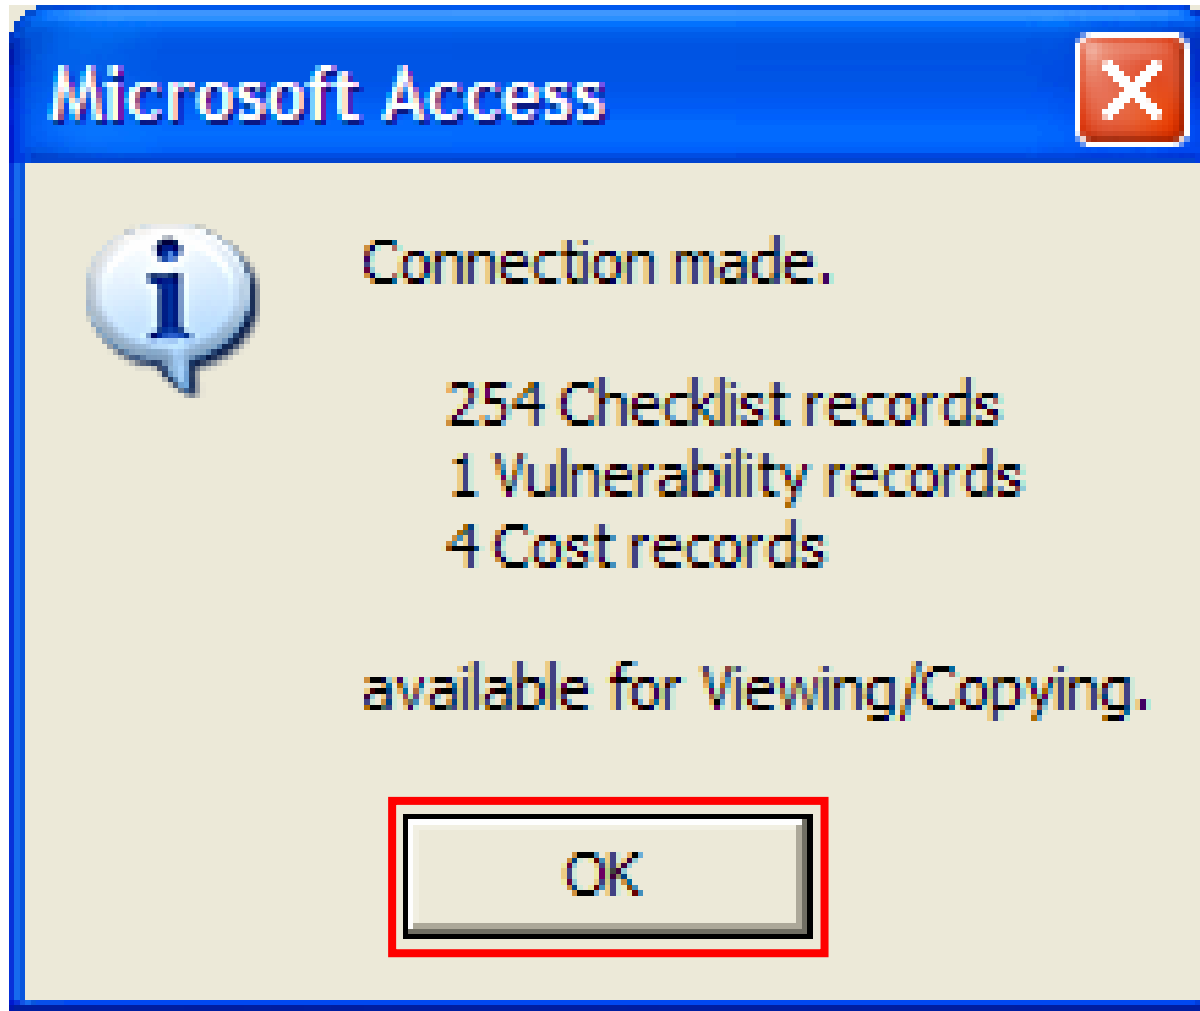 Microsoft Access
Connection made.
254 Checklist records
1 Vulnerability records
4 Cost records
available for Viewing/Copying.
OK